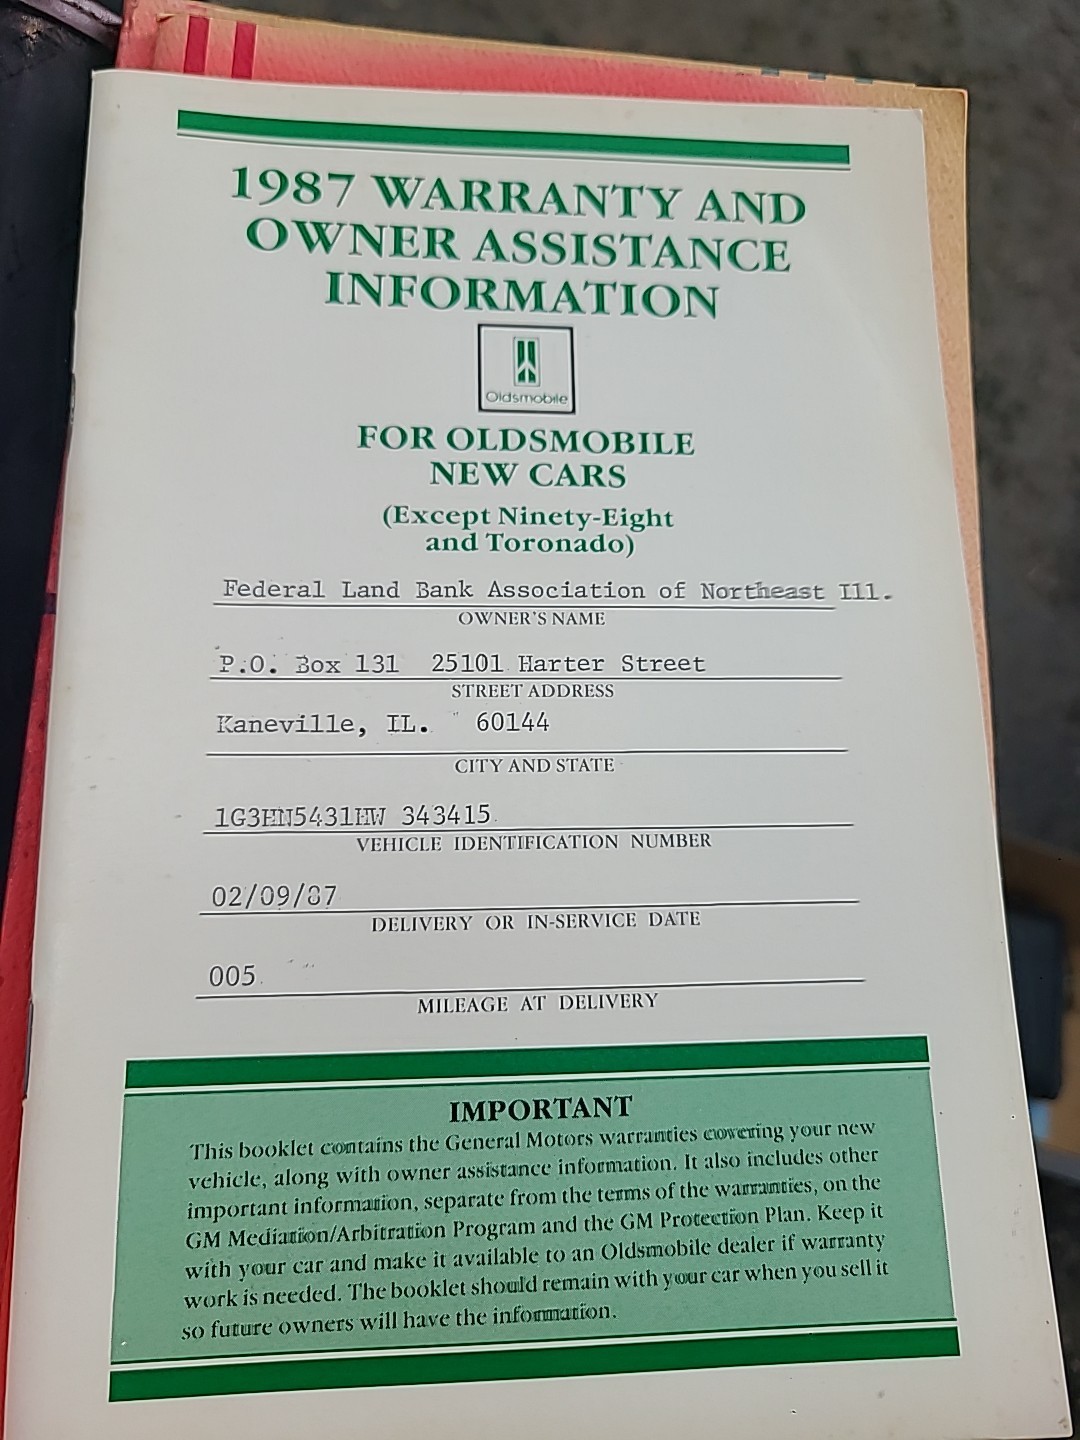 1987 WARRANTY AND
OWNER ASSISTANCE
INFORMATION
Oldsmobile
FOR OLDSMOBILE
NEW CARS
(Except Ninety-Eight
and Toronado)
Federal Land Bank Association of Northeast Ill.
OWNER'S NAME
P.O. Box 131 25101 Harter Street
STREET ADDRESS
Kaneville, IL. 60144
CITY AND STATE
1G3HN5431HW 343415
VEHICLE IDENTIFICATION NUMBER
02/09/87
DELIVERY OR IN-SERVICE DATE
005
MILEAGE AT DELIVERY
IMPORTANT
This booklet contains the General Motors warranties covering your new
vehicle, along with owner assistance information. It also includes other
important information, separate from the terms of the warranties, on the
GM Mediation/Arbitration Program and the GM Protection Plan. Keep it
with your car and make it available to an Oldsmobile dealer if warranty
work is needed. The booklet should remain with your car when you sell it
so future owners will have the information.